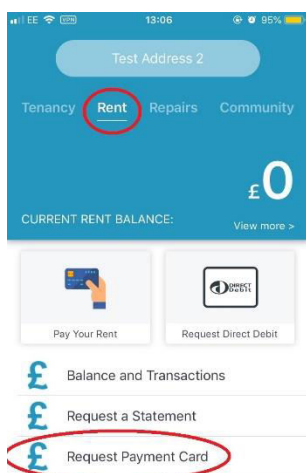 EE VPN 13:06 95%
Test Address 2
Tenancy Rent Repairs Community
£0
CURRENT RENT BALANCE: View more >
DIRECT Debit
Pay Your Rent Request Direct Debit
£ Balance and Transactions
£ Request a Statement
£ Request Payment Card